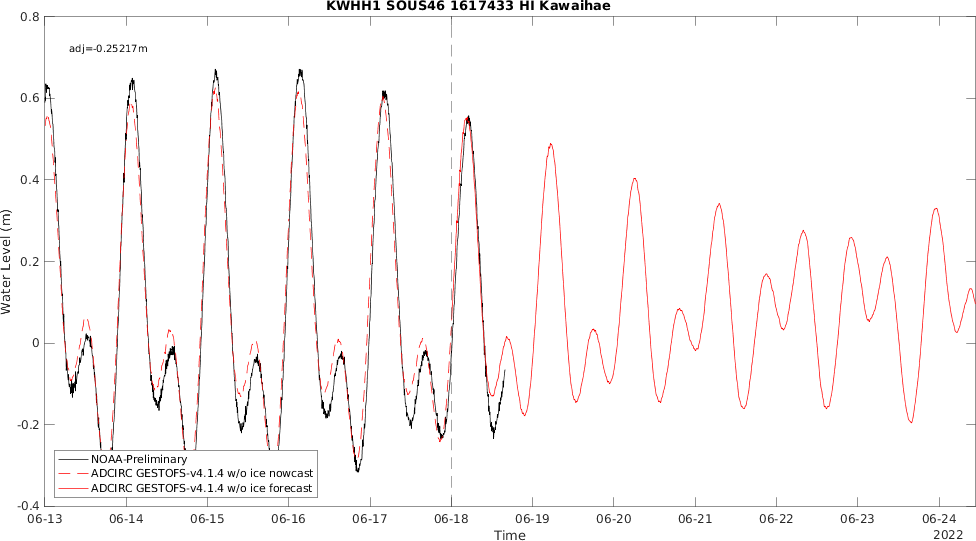 KWHH1 SOUS46 1617433 HI Kawaihae
adj=-0.25217m
0.8
0.6
0.4
0.2
0
-0.2
-0.4
Water Level (m)
NOAA-Preliminary
ADCIRC GESTOFS-v4.1.4 w/o ice nowcast
ADCIRC GESTOFS-v4.1.4 w/o ice forecast
06-13 06-14 06-15 06-16 06-17 06-18 06-19 06-20 06-21 06-22 06-23 06-24
Time
2022